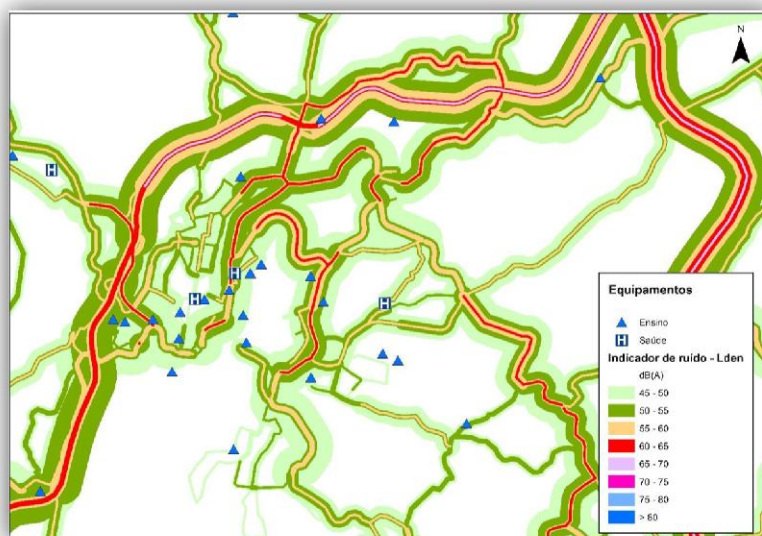 N
Equipamentos
Ensino
H Saúde
Indicador de ruído - Lden
dB(A)
45 - 50
50 - 55
55 - 60
60 - 65
65 - 70
70 - 75
75 - 80
> 80
H
H
H
H